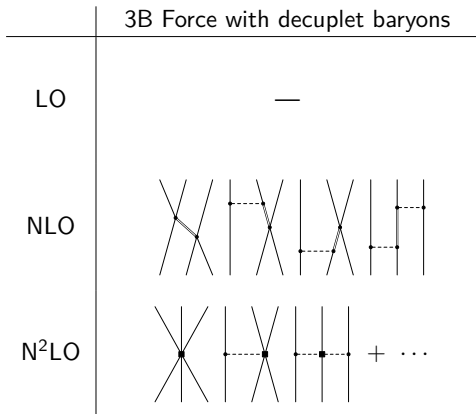 3B Force with decuplet baryons
LO —
NLO
N²LO + ···